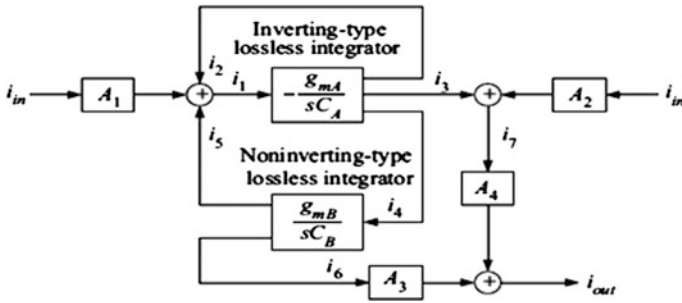 Inverting-type
lossless integrator
i2
i1
i3
iin
A1
+
- gmA / sCA
+
A2
iin
i5
i7
Noninverting-type
lossless integrator
A4
gmB / sCB
i4
i6
A3
+
iout